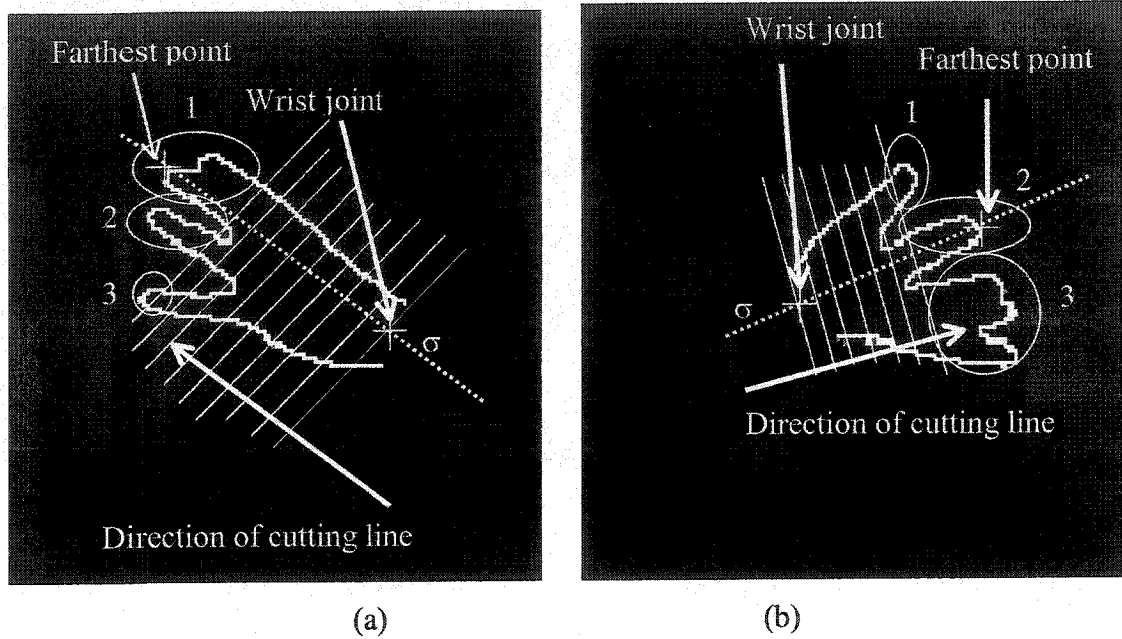 Farthest point
1
Wrist joint
2
3
σ
Direction of cutting line
(a)
Wrist joint
Farthest point
1
2
σ
3
Direction of cutting line
(b)